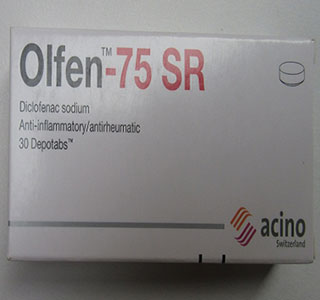 Olfen™-75 SR
Diclofenac sodium
Anti-inflammatory/antirheumatic
30 Depotabs™
acino
Switzerland